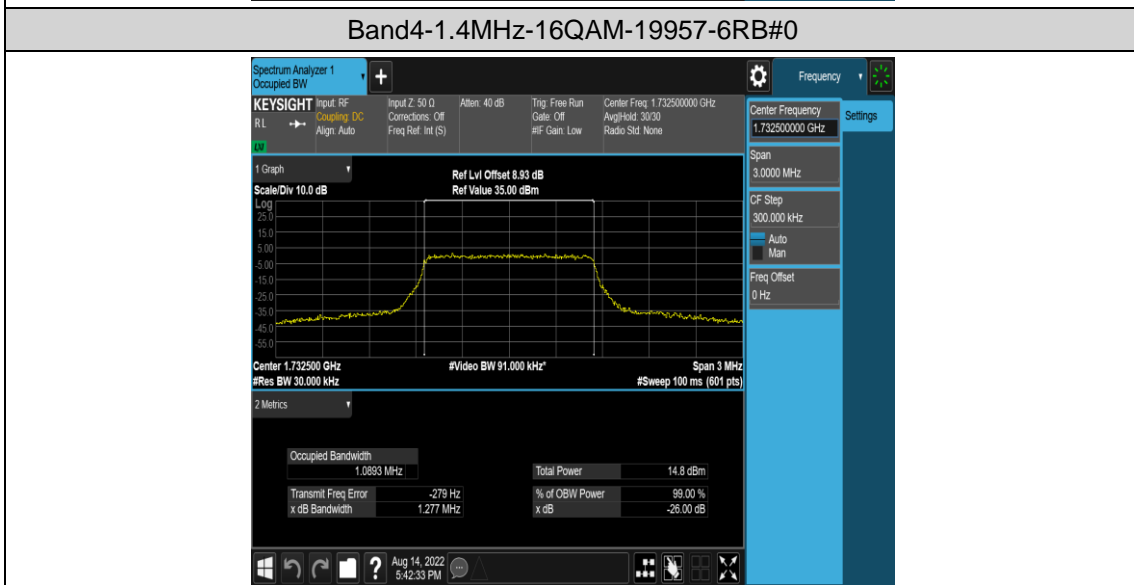 Band4-1.4MHz-16QAM-19957-6RB#0
Spectrum Analyzer 1
Occupied BW
+
Frequency
KEYSIGHT
RL
Input: RF
Coupling: DC
Align: Auto
Input Z: 50 Ω
Corrections: Off
Freq Ref: Int (S)
Atten: 40 dB
Trig: Free Run
Gate: Off
#IF Gain: Low
Center Freq: 1.732500000 GHz
Avg|Hold: 30/30
Radio Std: None
Center Frequency
1.732500000 GHz
Settings
Span
3.0000 MHz
CF Step
300.000 kHz
Auto
Man
Freq Offset
0 Hz
1 Graph
Ref Lvl Offset 8.93 dB
Scale/Div 10.0 dB
Ref Value 35.00 dBm
Log
25.0
15.0
5.00
-5.00
-15.0
-25.0
-35.0
-45.0
-55.0
Center 1.732500 GHz
#Video BW 91.000 kHz*
Span 3 MHz
#Res BW 30.000 kHz
#Sweep 100 ms (601 pts)
2 Metrics
Occupied Bandwidth
1.0893 MHz
Total Power 14.8 dBm
Transmit Freq Error -279 Hz
% of OBW Power 99.00 %
x dB Bandwidth 1.277 MHz
x dB -26.00 dB
?
Aug 14, 2022
5:42:33 PM